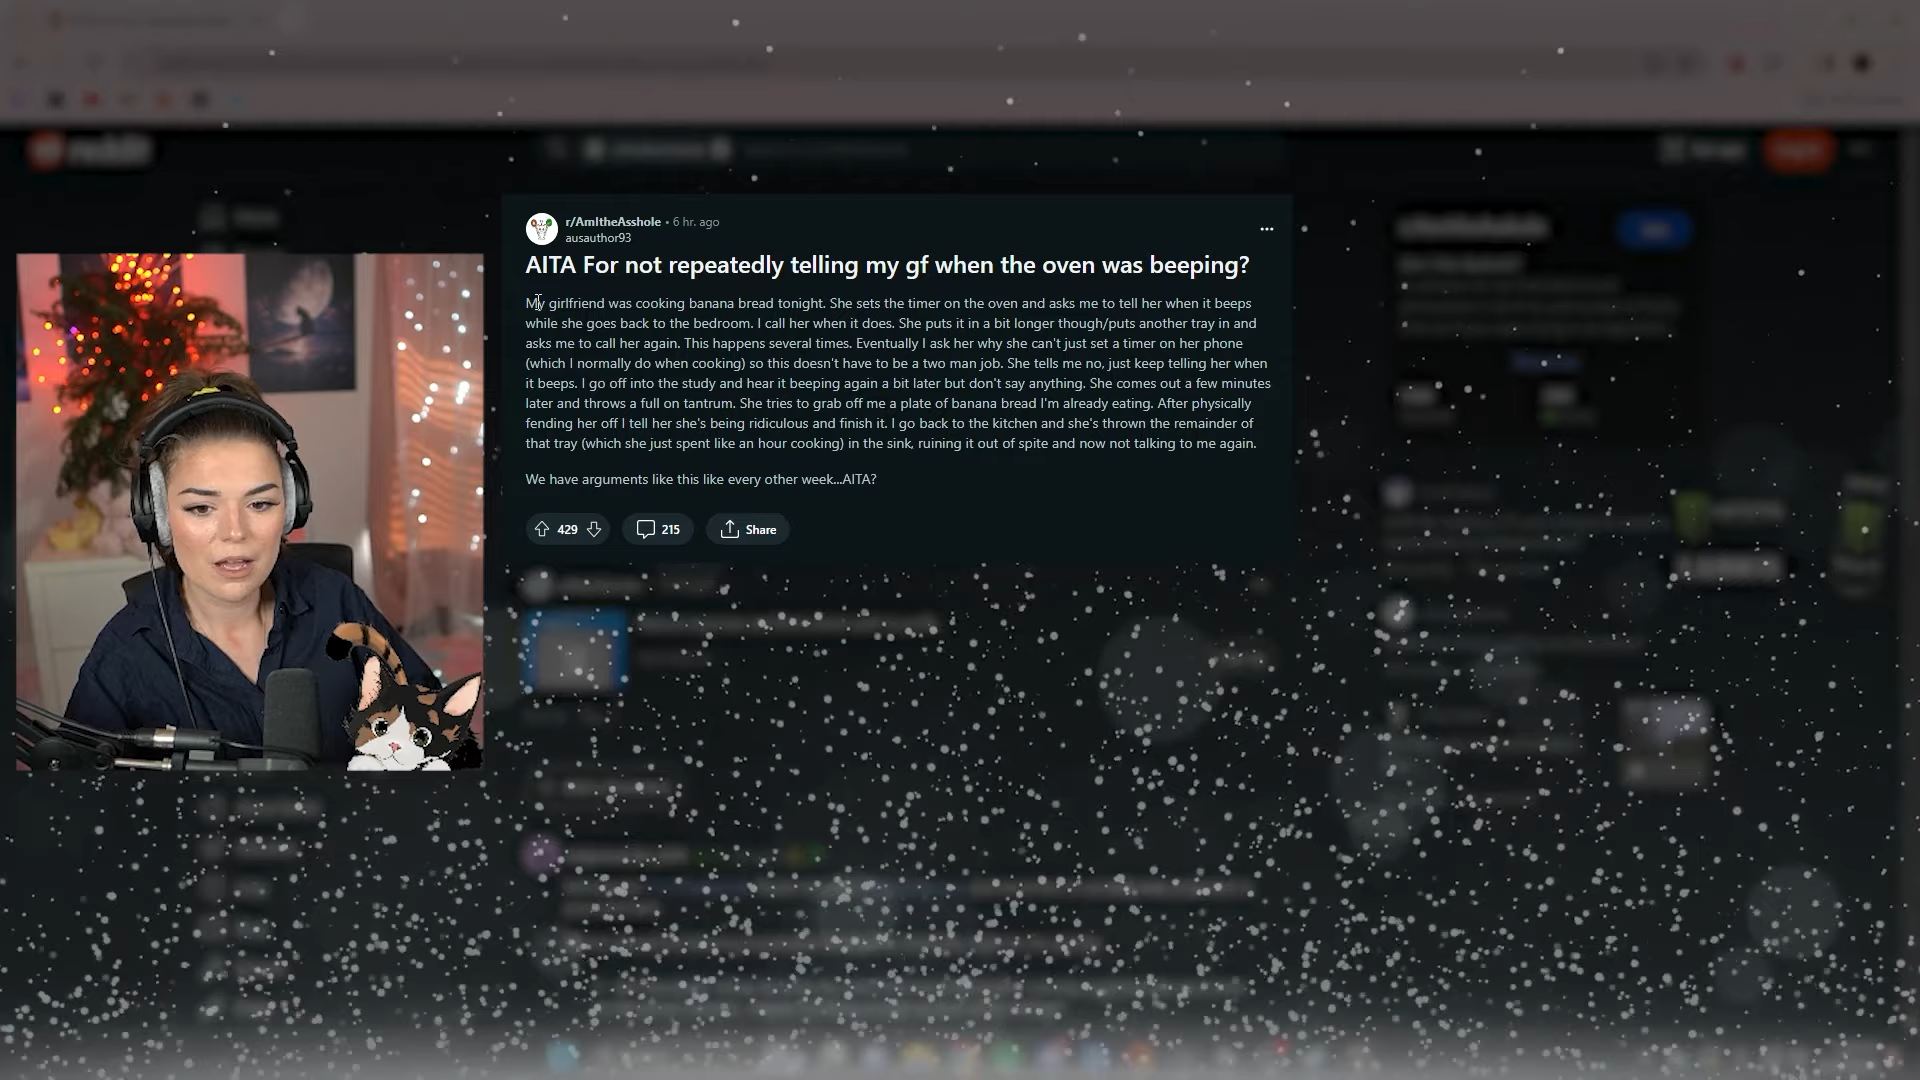 r/AmItheAsshole • 6 hr. ago
ausauthor93
AITA For not repeatedly telling my gf when the oven was beeping?
My girlfriend was cooking banana bread tonight. She sets the timer on the oven and asks me to tell her when it beeps
while she goes back to the bedroom. I call her when it does. She puts it in a bit longer though/puts another tray in and
asks me to call her again. This happens several times. Eventually I ask her why she can't just set a timer on her phone
(which I normally do when cooking) so this doesn't have to be a two man job. She tells me no, just keep telling her when
it beeps. I go off into the study and hear it beeping again a bit later but don't say anything. She comes out a few minutes
later and throws a full on tantrum. She tries to grab off me a plate of banana bread I'm already eating. After physically
fending her off I tell her she's being ridiculous and finish it. I go back to the kitchen and she's thrown the remainder of
that tray (which she just spent like an hour cooking) in the sink, ruining it out of spite and now not talking to me again.
We have arguments like this like every other week...AITA?
429 215 Share